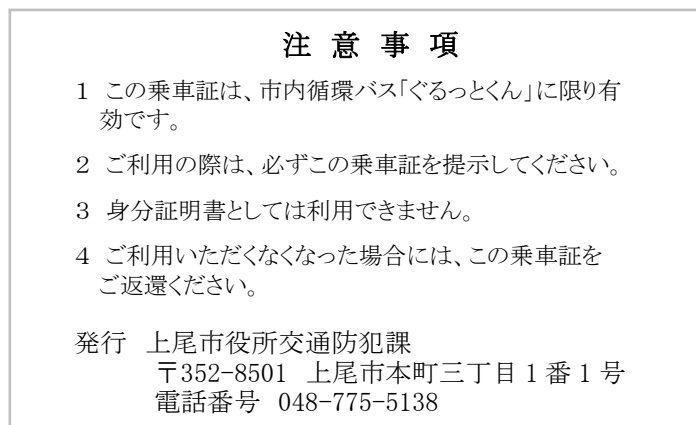 注 意 事 項
１ この乗車証は、市内循環バス「ぐるっとくん」に限り有
効です。
２ ご利用の際は、必ずこの乗車証を提示してください。
３ 身分証明書としては利用できません。
４ ご利用いただくなくなった場合には、この乗車証を
ご返還ください。
発行 上尾市役所交通防犯課
〒352-8501 上尾市本町三丁目１番１号
電話番号 048-775-5138